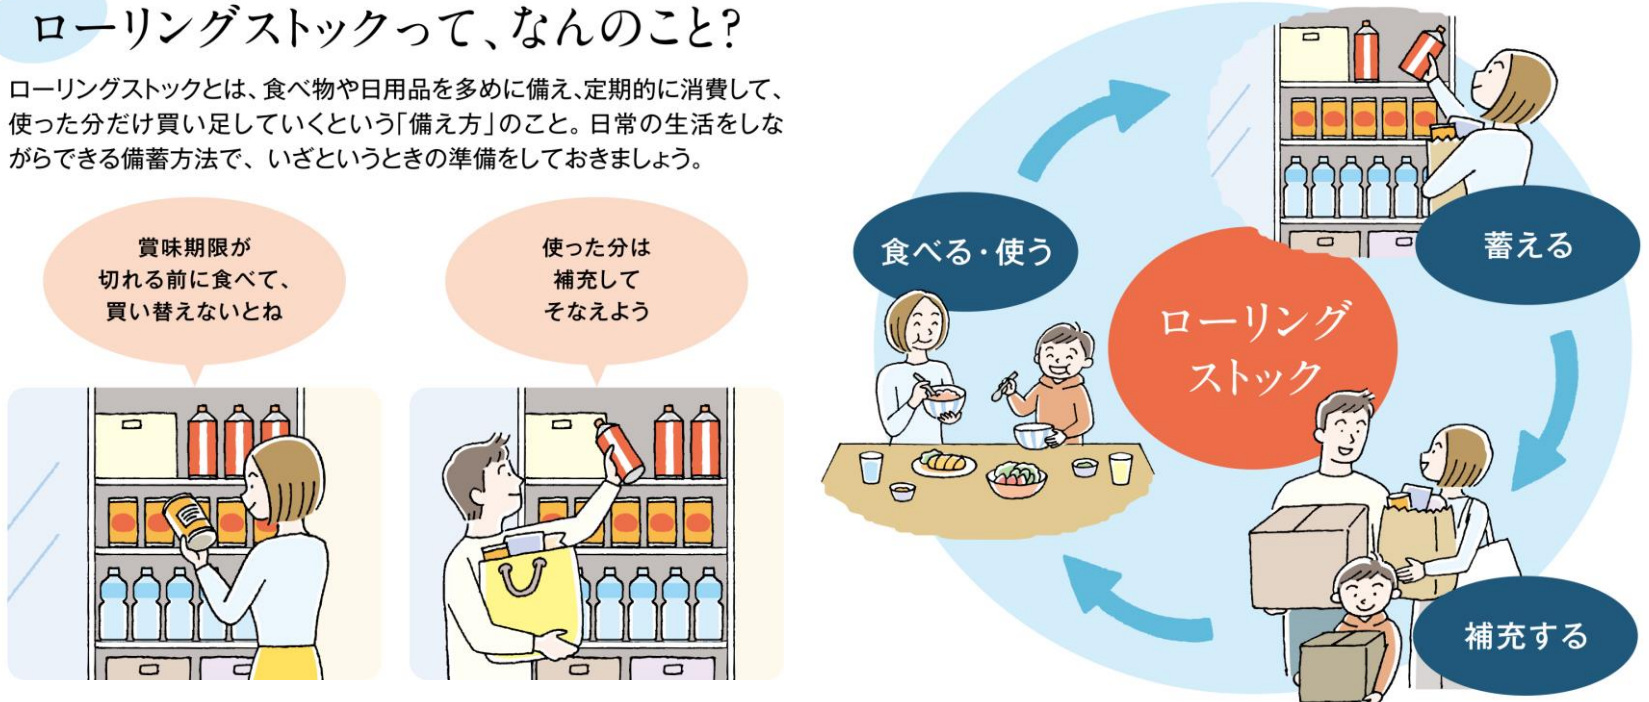 ローリングストックって、なんのこと?
ローリングストックとは、食べ物や日用品を多めに備え、定期的に消費して、
使った分だけ買い足していくという「備え方」のこと。日常の生活をしな
がらできる備蓄方法で、いざというときの準備をしておきましょう。
賞味期限が
切れる前に食べて、
買い替えないとね
使った分は
補充して
そなえよう
食べる・使う
蓄える
ローリング
ストック
補充する